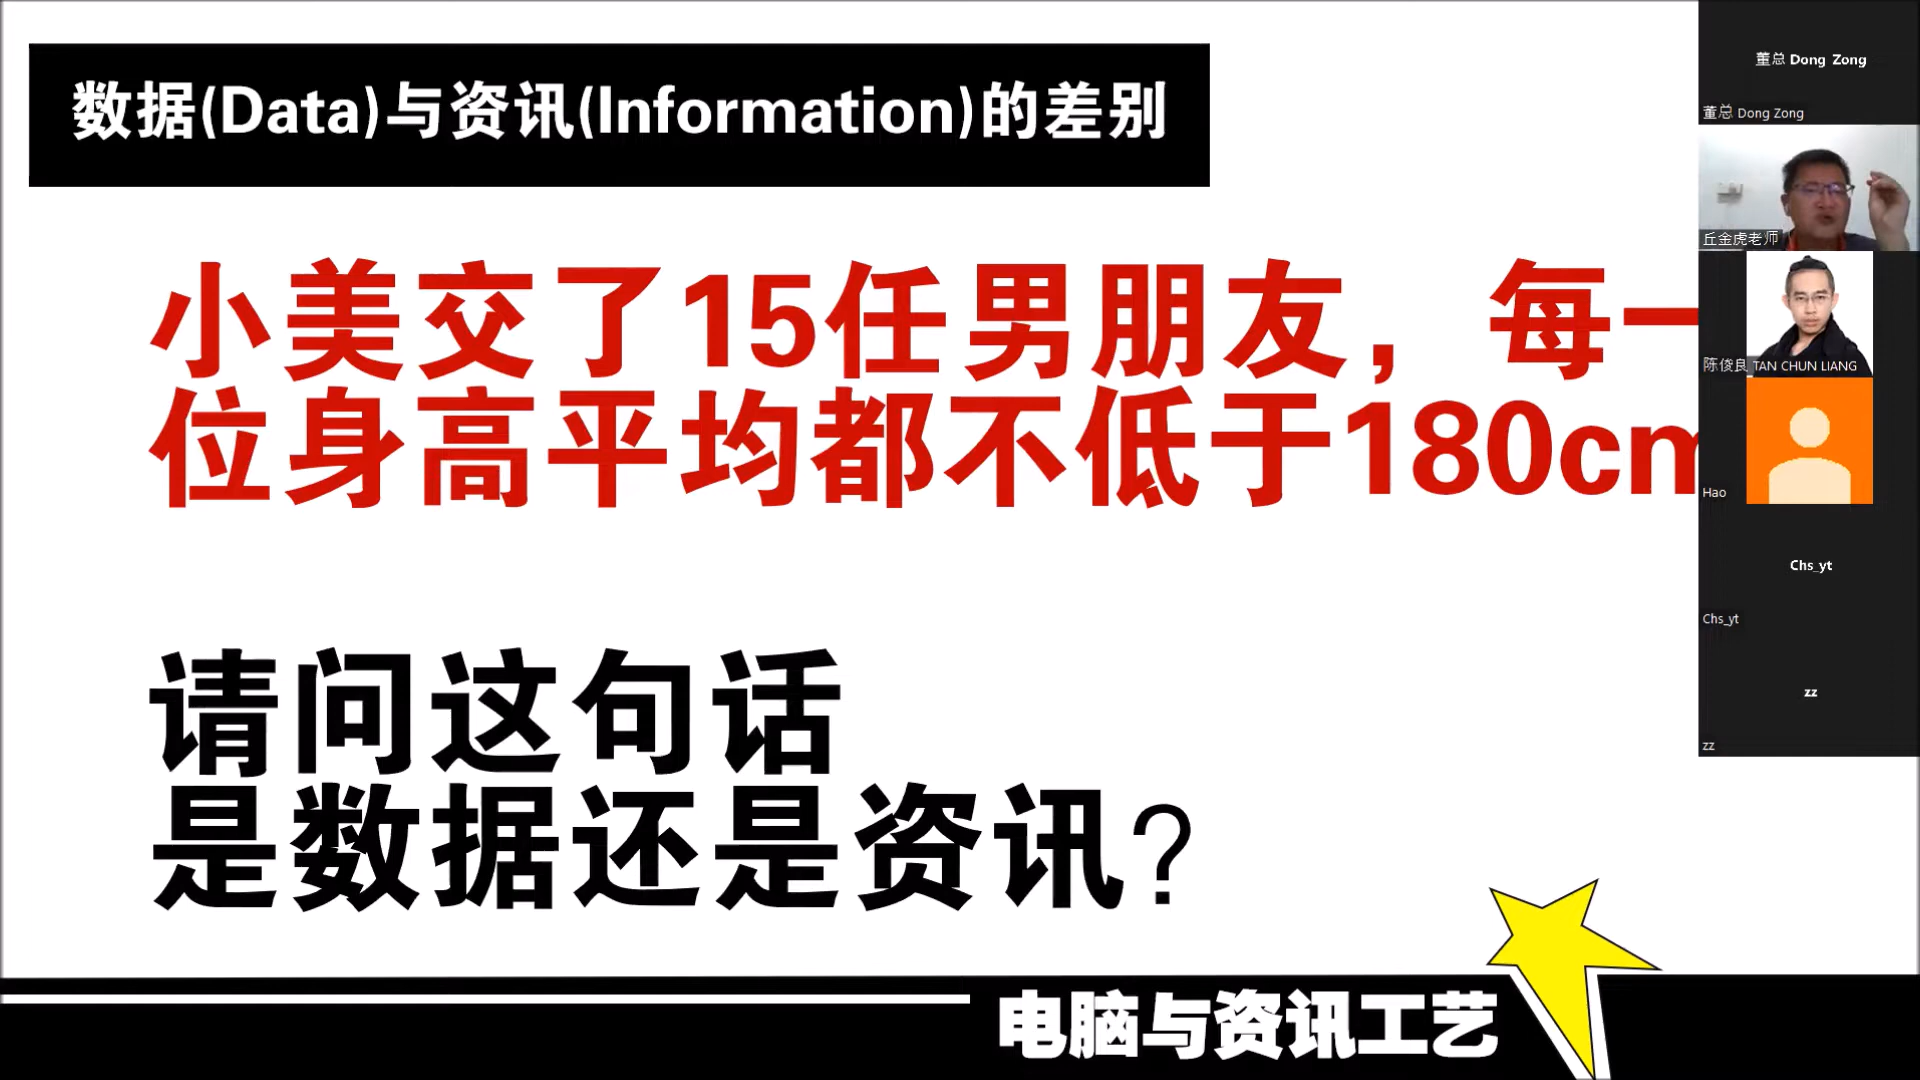 数据(Data)与资讯(Information)的差别
小美交了15任男朋友，每一
位身高平均都不低于180cm
请问这句话
是数据还是资讯?
电脑与资讯工艺
董总 Dong Zong
董总 Dong Zong
丘金虎老师
陈俊良_TAN CHUN LIANG
Hao
Chs_yt
Chs_yt
zz
zz